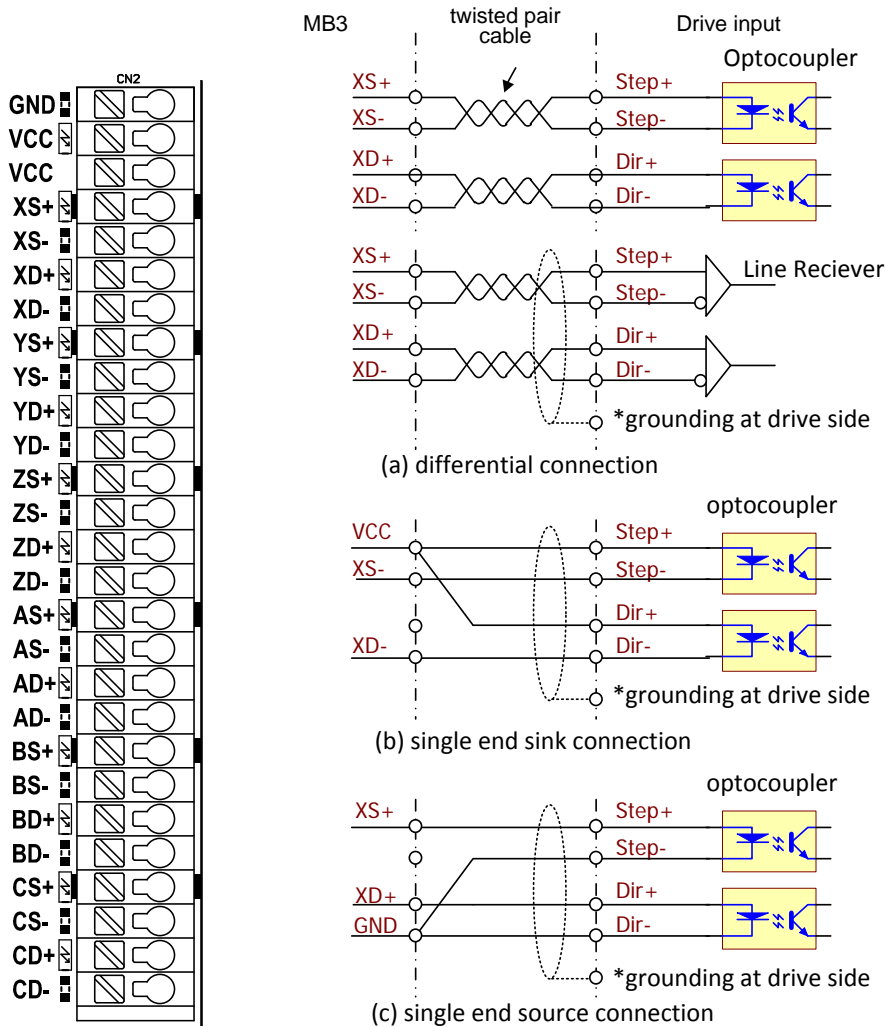 CN2
GND
VCC
VCC
XS+
XS-
XD+
XD-
YS+
YS-
YD+
YD-
ZS+
ZS-
ZD+
ZD-
AS+
AS-
AD+
AD-
BS+
BS-
BD+
BD-
CS+
CS-
CD+
CD-
MB3
twisted pair
cable
Drive input
Optocoupler
XS+
Step+
XS-
Step-
XD+
Dir+
XD-
Dir-
XS+
Step+
Line Reciever
XS-
Step-
XD+
Dir+
XD-
Dir-
*grounding at drive side
(a) differential connection
optocoupler
VCC
Step+
XS-
Step-
Dir+
XD-
Dir-
*grounding at drive side
(b) single end sink connection
optocoupler
XS+
Step+
Step-
XD+
Dir+
GND
Dir-
*grounding at drive side
(c) single end source connection